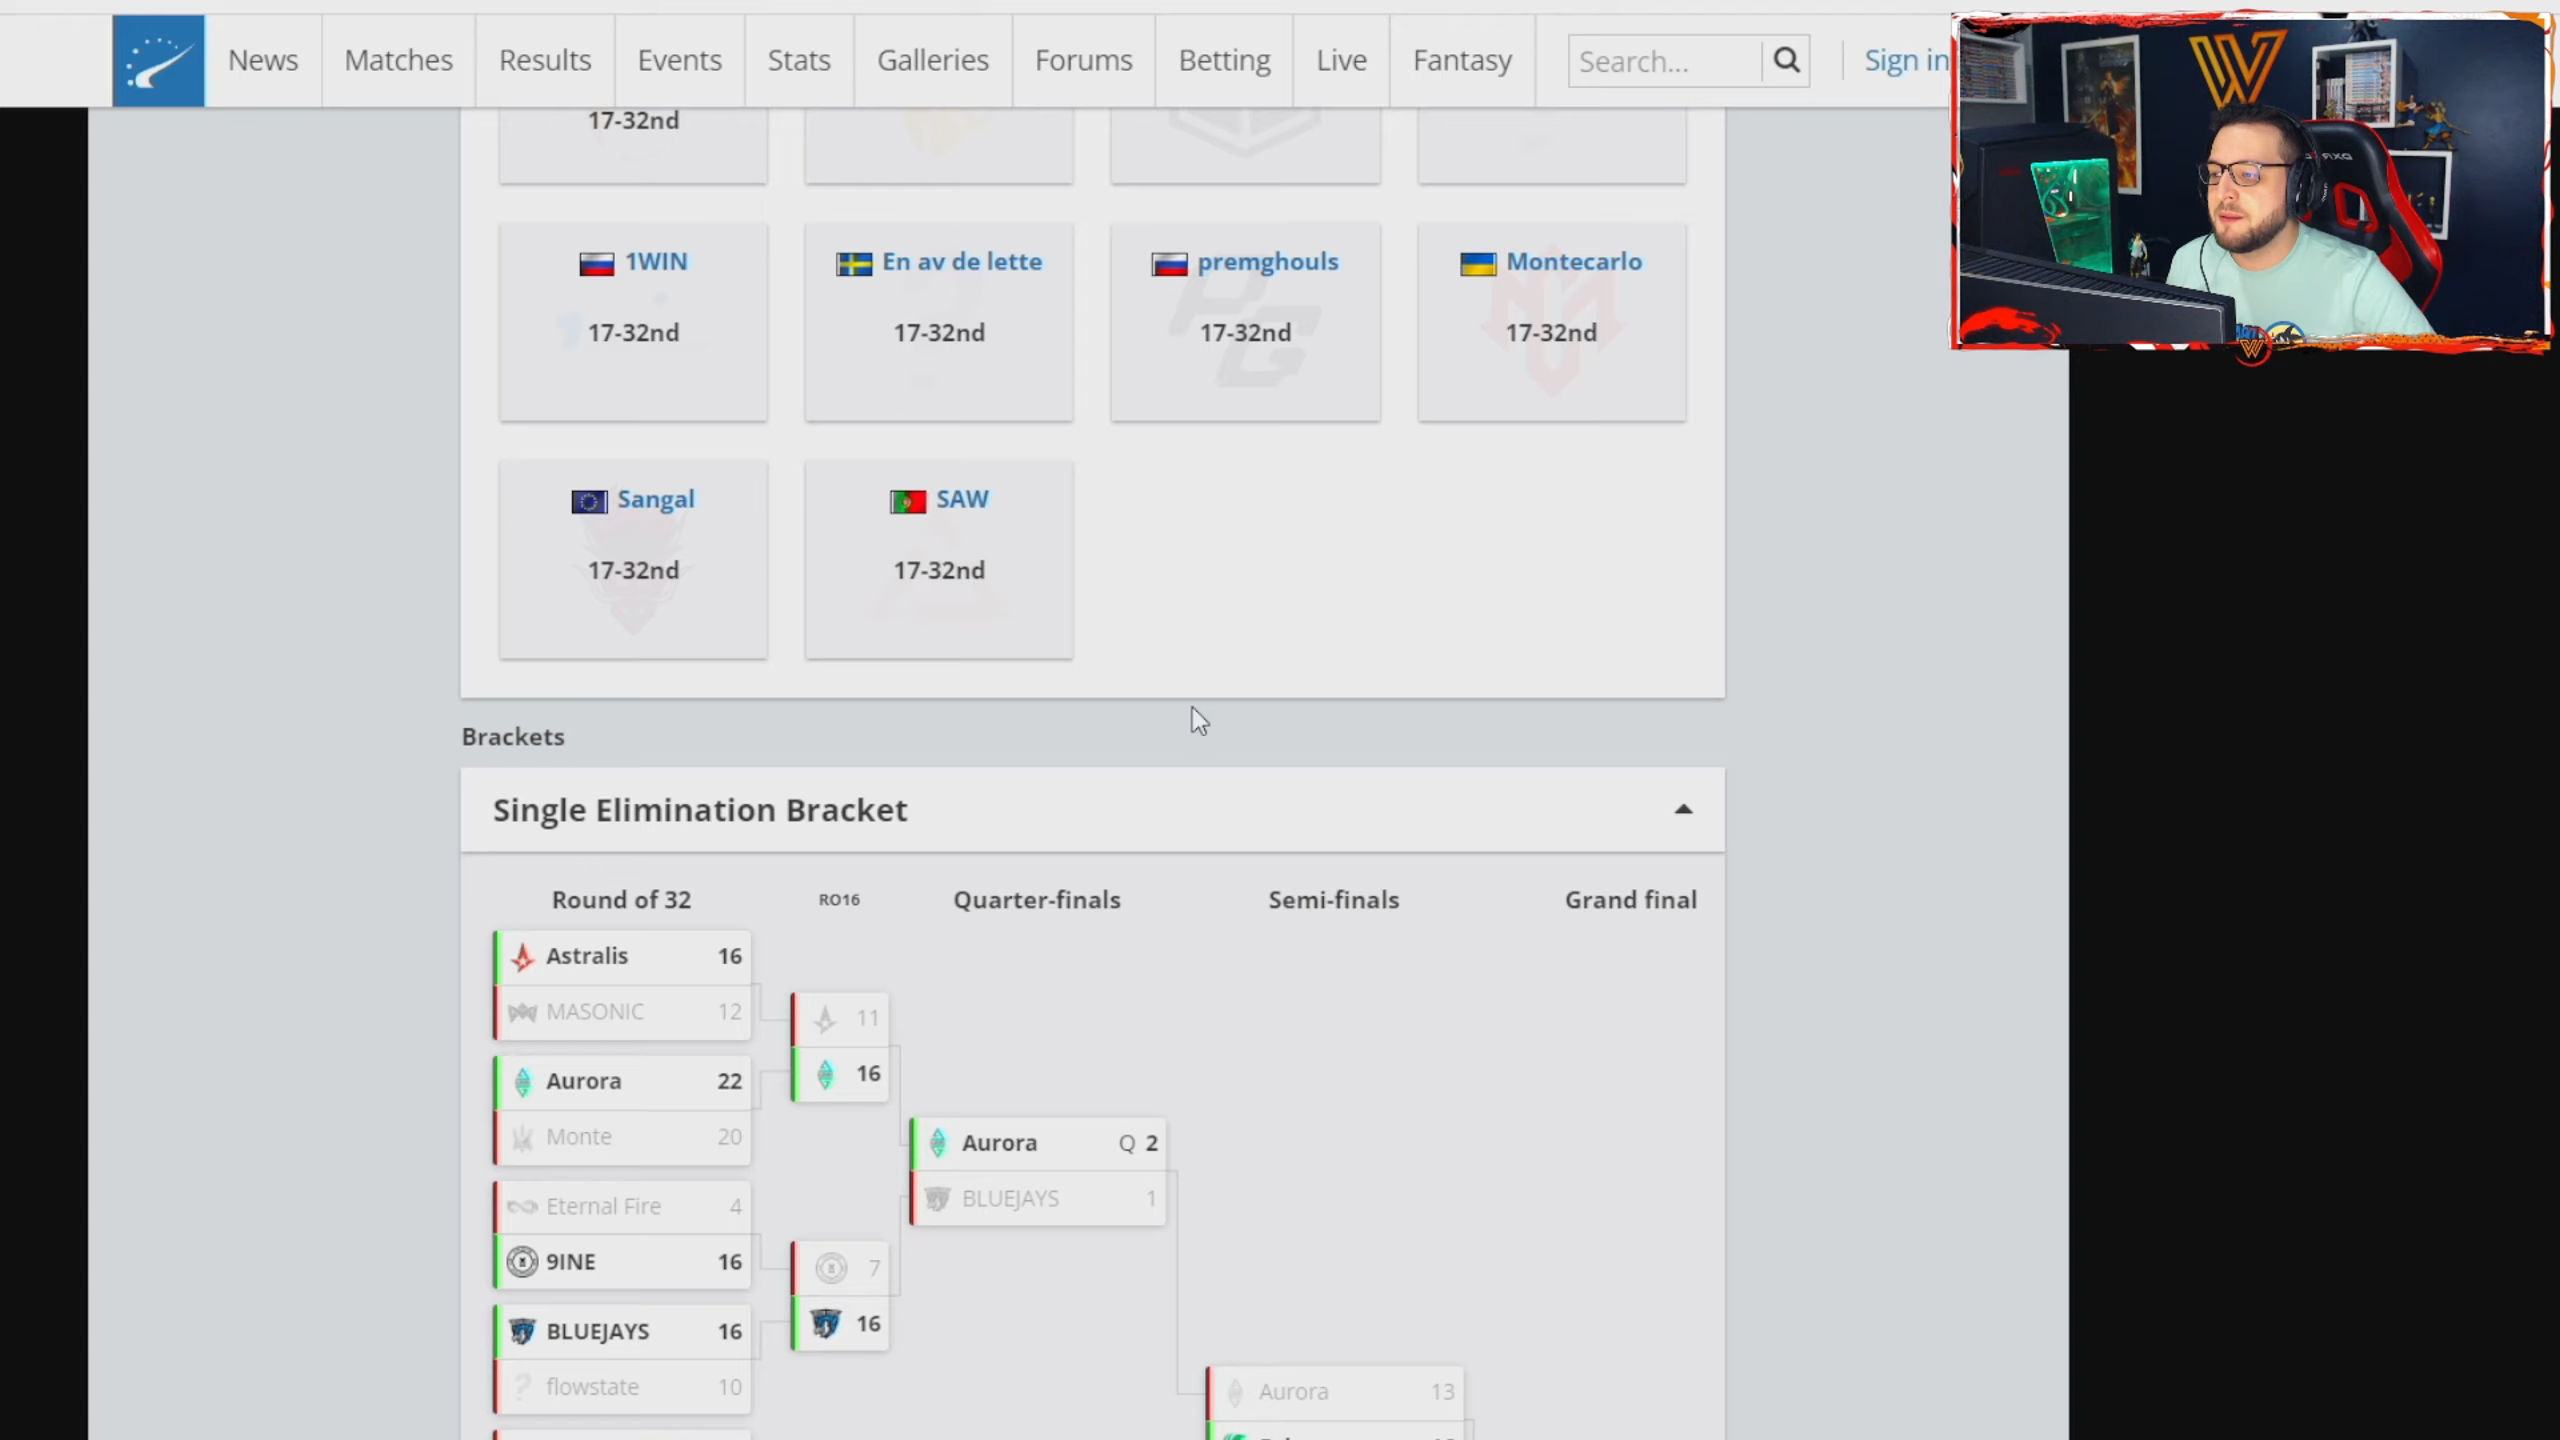 News Matches Results Events Stats Galleries Forums Betting Live Fantasy Search... Sign in
17-32nd
1WIN En av de lette premghouls Montecarlo
17-32nd 17-32nd 17-32nd 17-32nd
Sangal SAW
17-32nd 17-32nd
Brackets
Single Elimination Bracket
Round of 32 RO16 Quarter-finals Semi-finals Grand final
Astralis 16
MASONIC 12
11
16
Aurora 22
Monte 20
Aurora Q 2
BLUEJAYS 1
Eternal Fire 4
9INE 16
7
16
BLUEJAYS 16
flowstate 10
Aurora 13